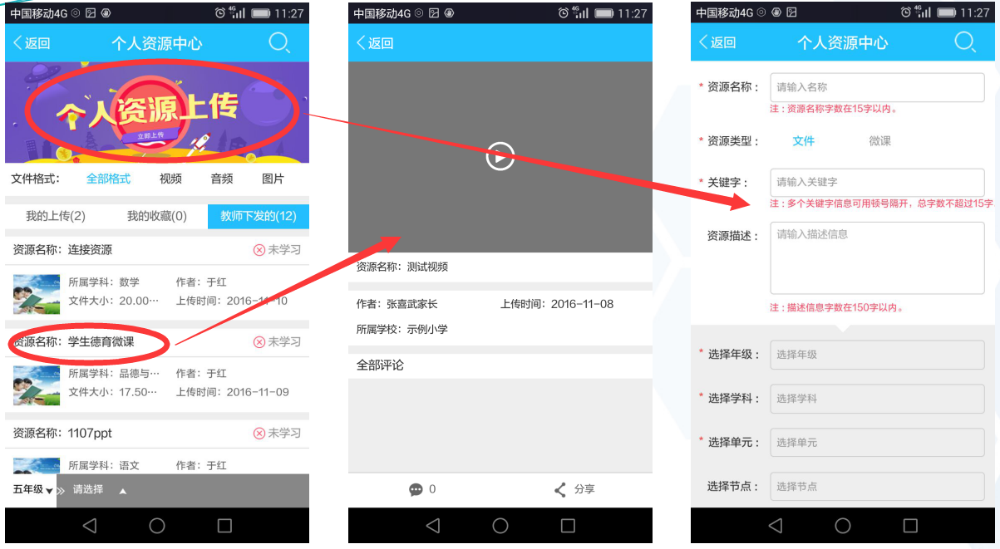 中国移动4G 11:27
返回 个人资源中心
个人资源上传
立即上传
文件格式： 全部格式 视频 音频 图片
我的上传(2) 我的收藏(0) 教师下发的(12)
资源名称：连接资源 未学习
所属学科：数学 作者：于红
文件大小：20.00… 上传时间：2016-11-10
资源名称：学生德育微课 未学习
所属学科：品德与… 作者：于红
文件大小：17.50… 上传时间：2016-11-09
资源名称：1107ppt 未学习
所属学科：语文 作者：于红
五年级 请选择
中国移动4G 11:27
返回
资源名称：测试视频
作者：张喜武家长 上传时间：2016-11-08
所属学校：示例小学
全部评论
0 分享
中国移动4G 11:27
返回 个人资源中心
* 资源名称： 请输入名称
注：资源名称字数在15字以内。
* 资源类型： 文件 微课
* 关键字： 请输入关键字
注：多个关键字信息可用顿号隔开，总字数不超过15字
资源描述： 请输入描述信息
注：描述信息字数在150字以内。
* 选择年级： 选择年级
* 选择学科： 选择学科
* 选择单元： 选择单元
选择节点： 选择节点